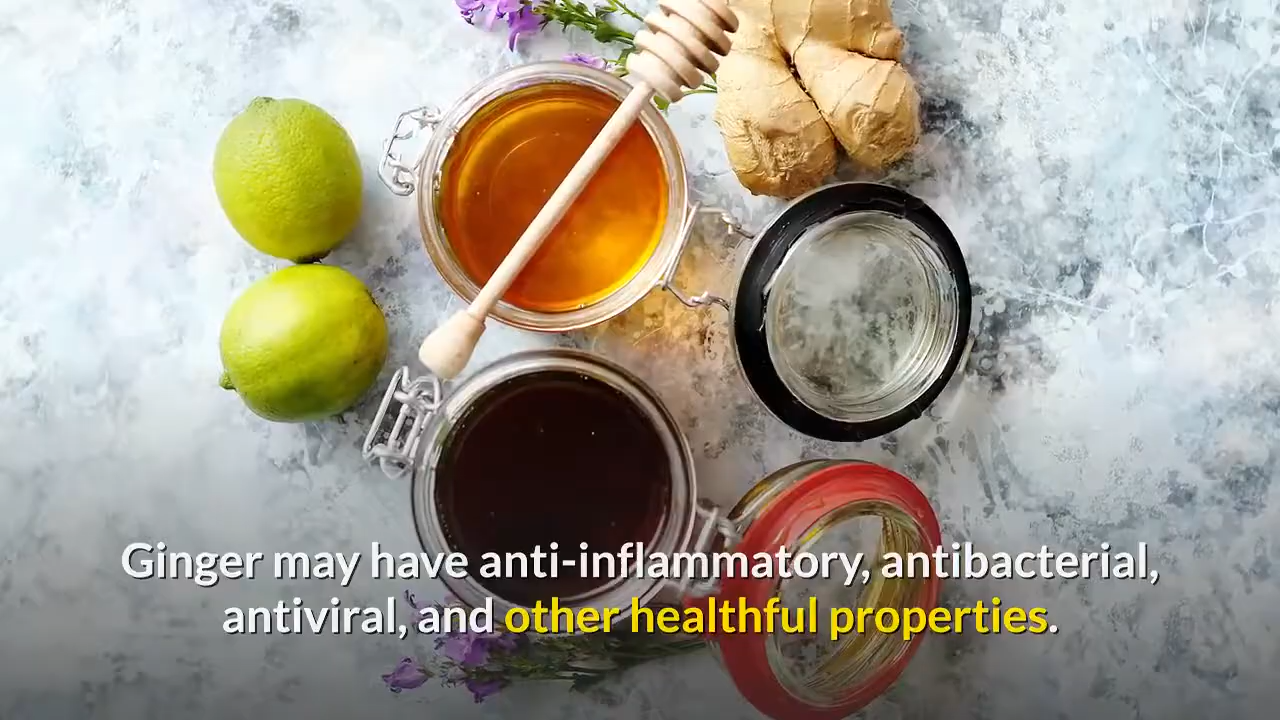 Ginger may have anti-inflammatory, antibacterial,
antiviral, and other healthful properties.